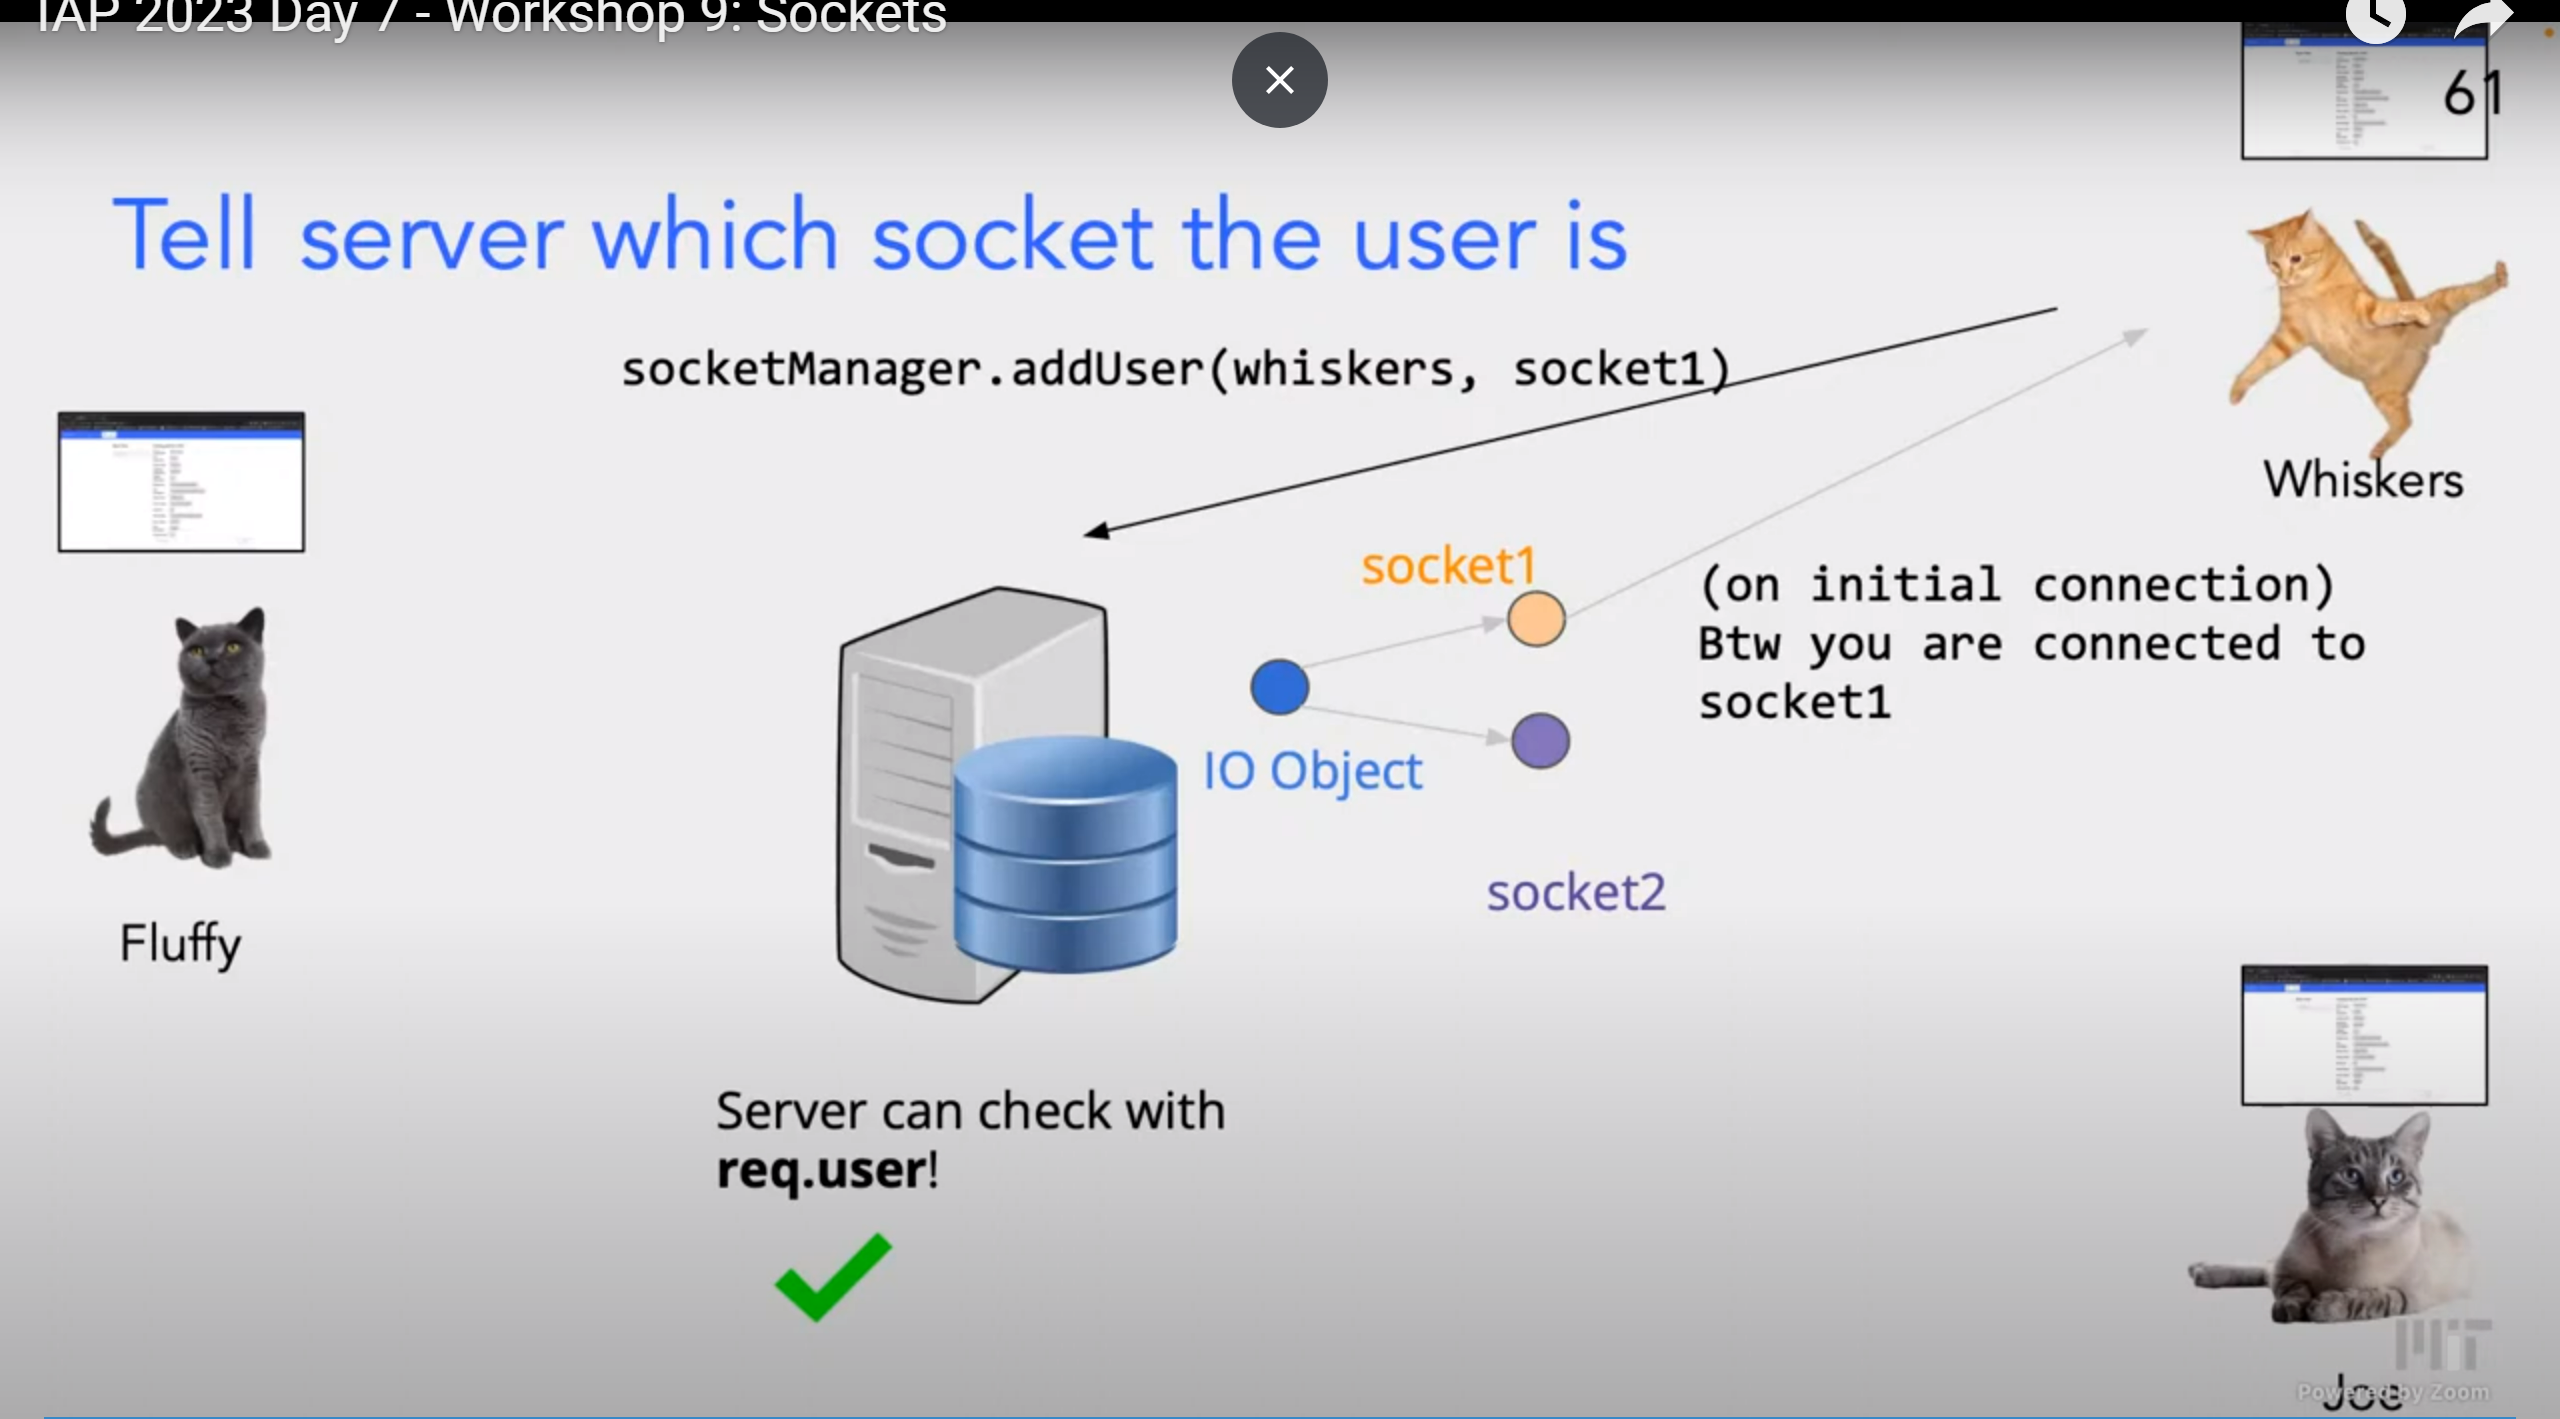 IAP 2023 Day 7 - Workshop 9: Sockets
61
Tell server which socket the user is
socketManager.addUser(whiskers, socket1)
Whiskers
socket1
(on initial connection)
Btw you are connected to
socket1
IO Object
socket2
Fluffy
Server can check with
req.user!
MIT
Powered by Zoom
Joe